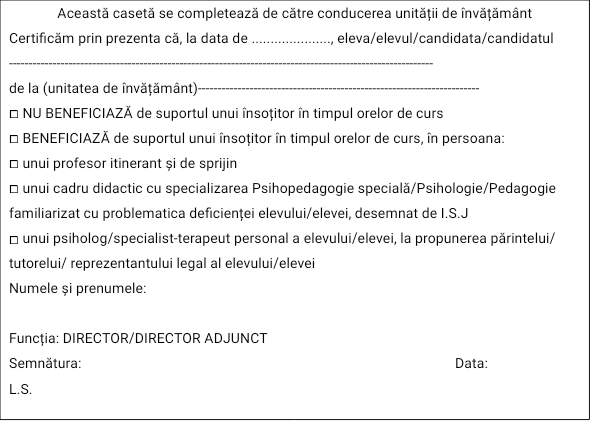 Această casetă se completează de către conducerea unității de învățământ
Certificăm prin prezenta că, la data de ....................., eleva/elevul/candidata/candidatul
----------------------------------------------------------------------------------------------------------
de la (unitatea de învățământ)----------------------------------------------------------------------
□ NU BENEFICIAZĂ de suportul unui însoțitor în timpul orelor de curs
□ BENEFICIAZĂ de suportul unui însoțitor în timpul orelor de curs, în persoana:
□ unui profesor itinerant și de sprijin
□ unui cadru didactic cu specializarea Psihopedagogie specială/Psihologie/Pedagogie
familiarizat cu problematica deficienței elevului/elevei, desemnat de I.S.J
□ unui psiholog/specialist-terapeut personal a elevului/elevei, la propunerea părintelui/
tutorelui/ reprezentantului legal al elevului/elevei
Numele și prenumele:
Funcția: DIRECTOR/DIRECTOR ADJUNCT
Semnătura: Data:
L.S.